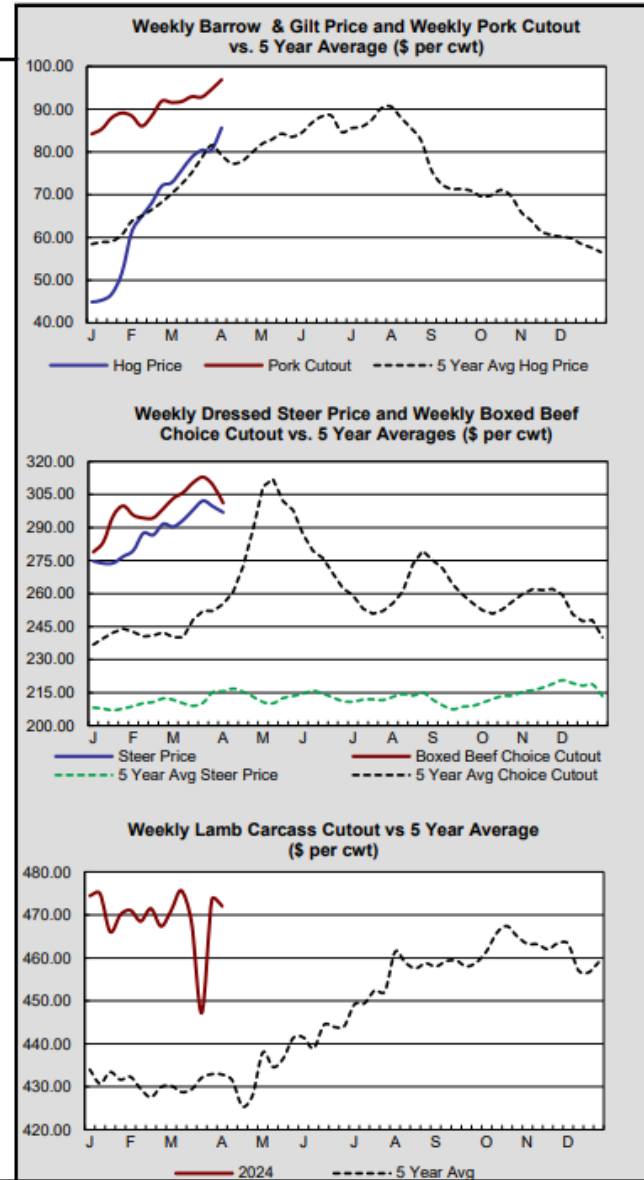 Weekly Barrow & Gilt Price and Weekly Pork Cutout
vs. 5 Year Average ($ per cwt)
100.00
90.00
80.00
70.00
60.00
50.00
40.00
J F M A M J J A S O N D
Hog Price Pork Cutout 5 Year Avg Hog Price
Weekly Dressed Steer Price and Weekly Boxed Beef
Choice Cutout vs. 5 Year Averages ($ per cwt)
320.00
305.00
290.00
275.00
260.00
245.00
230.00
215.00
200.00
J F M A M J J A S O N D
Steer Price Boxed Beef Choice Cutout
5 Year Avg Steer Price 5 Year Avg Choice Cutout
Weekly Lamb Carcass Cutout vs 5 Year Average
($ per cwt)
480.00
470.00
460.00
450.00
440.00
430.00
420.00
J F M A M J J A S O N D
2024 5 Year Avg